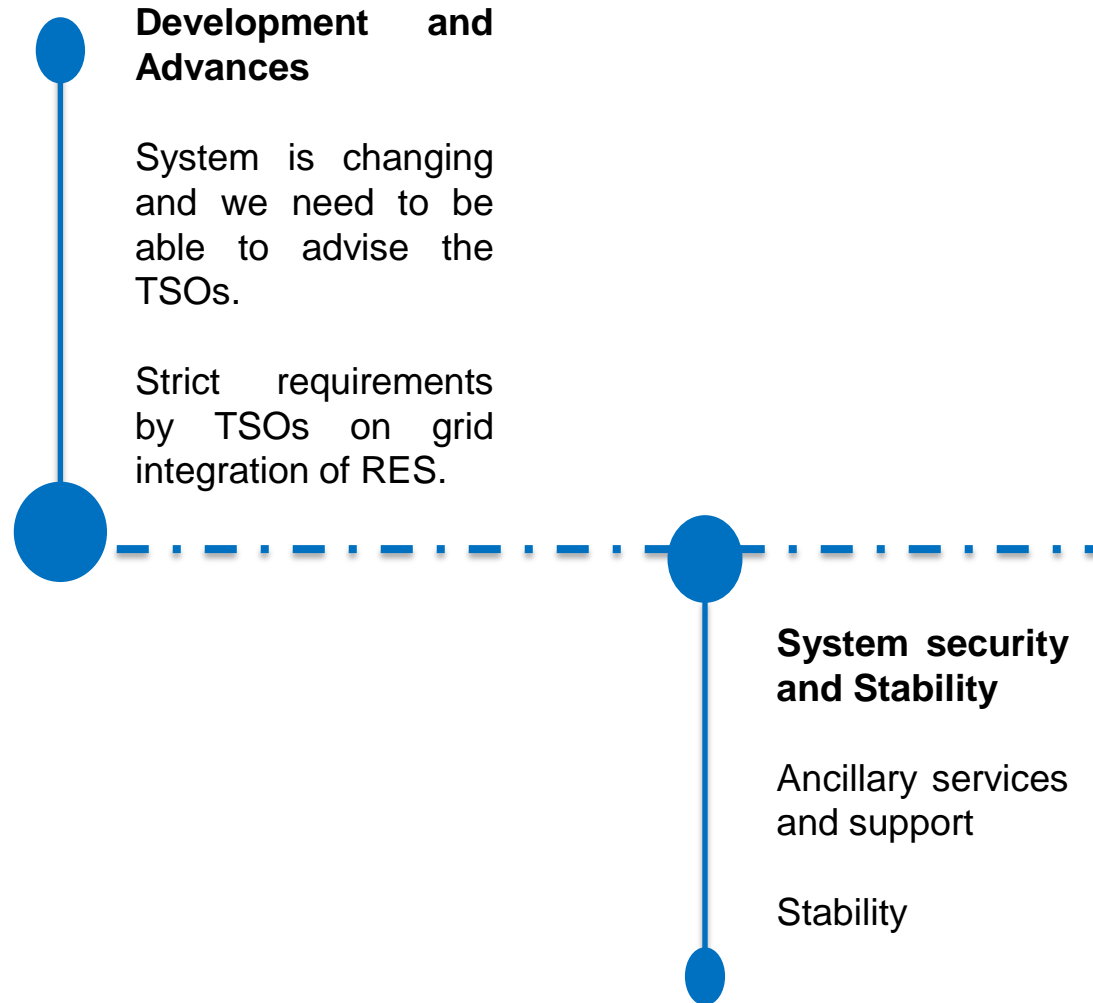 Development and
Advances
System is changing
and we need to be
able to advise the
TSOs.
Strict requirements
by TSOs on grid
integration of RES.
System security
and Stability
Ancillary services
and support
Stability